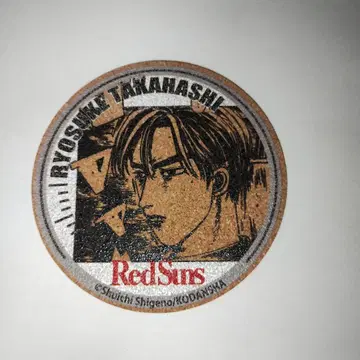 RYOSUKE TAKAHASHI
RedSuns
©Shuichi Shigeno/KODANSHA